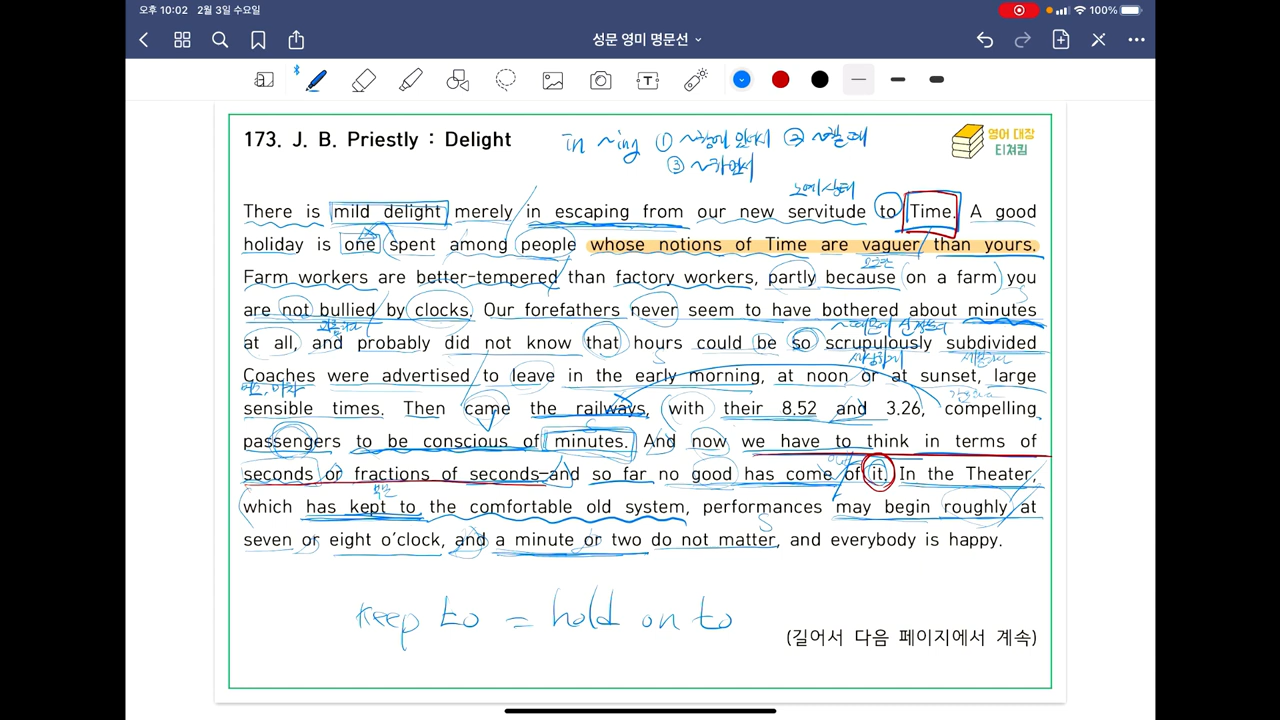 오후 10:02 2월 3일 수요일
100%
성문 영미 명문선
173. J. B. Priestly : Delight
in ~ing ① ~함에 있어서 ② ~할 때
③ ~하면서
영어 대장
티쳐킴
노예상태
There is mild delight merely in escaping from our new servitude to Time. A good
holiday is one spent among people whose notions of Time are vaguer than yours.
Farm workers are better-tempered than factory workers, partly because on a farm you
S
are not bullied by clocks. Our forefathers never seem to have bothered about minutes
at all, and probably did not know that hours could be so scrupulously subdivided
S
세심하게
Coaches were advertised to leave in the early morning, at noon or at sunset, large
sensible times. Then came the railways, with their 8.52 and 3.26, compelling
S
passengers to be conscious of minutes. And now we have to think in terms of
seconds or fractions of seconds—and so far no good has come of it. In the Theater,
which has kept to the comfortable old system, performances may begin roughly at
S
seven or eight o’clock, and a minute or two do not matter, and everybody is happy.
keep to = hold on to
(길어서 다음 페이지에서 계속)